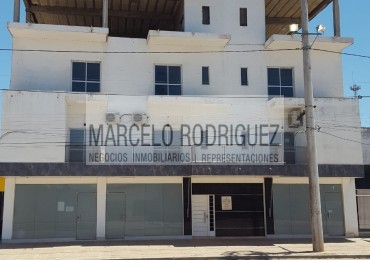 MARCELO RODRIGUEZ
NEGOCIOS INMOBILIARIOS | REPRESENTACIONES